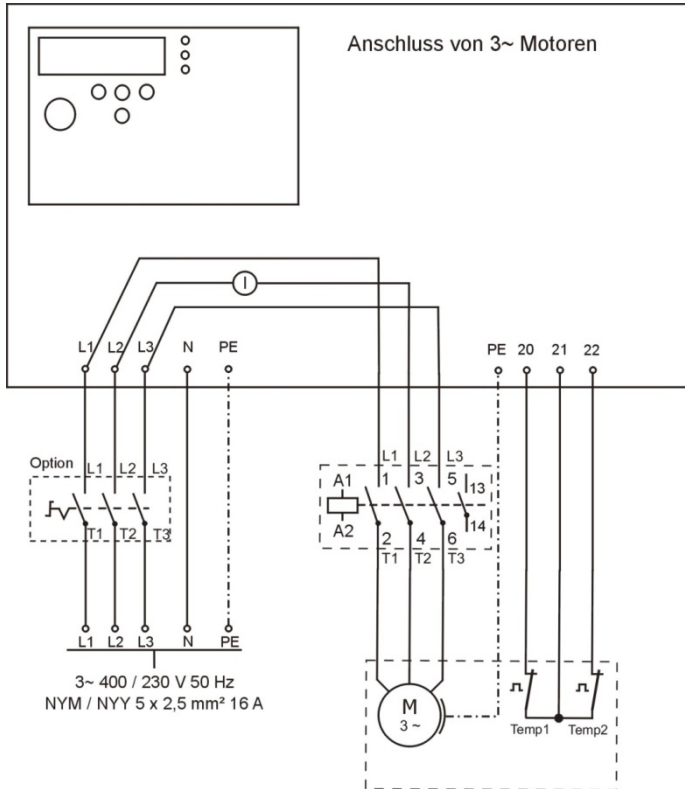 Anschluss von 3~ Motoren
I
L1 L2 L3 N PE
PE 20 21 22
Option
L1 L2 L3
T1 T2 T3
L1 L2 L3
A1 1 3 5 13
A2 2 4 6 14
T1 T2 T3
L1 L2 L3 N PE
3~ 400 / 230 V 50 Hz
NYM / NYY 5 x 2,5 mm² 16 A
M
3 ~
Temp1 Temp2